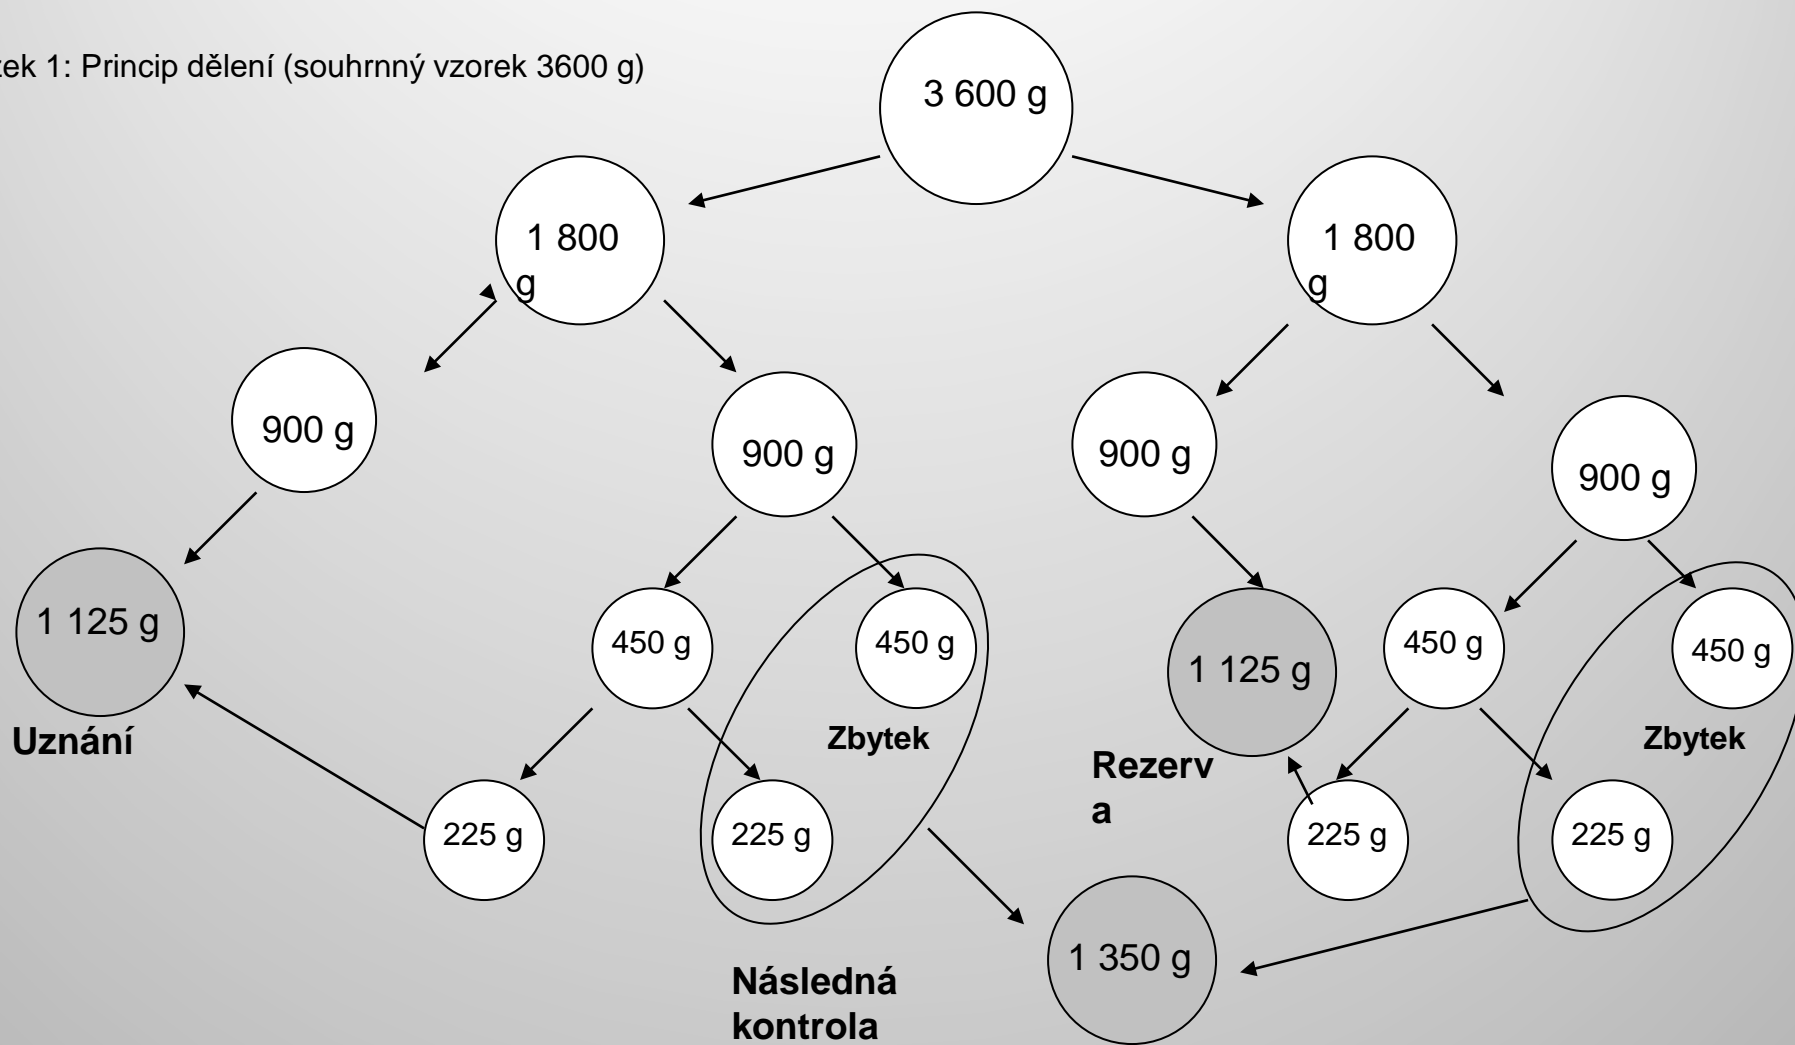 zek 1: Princip dělení (souhrnný vzorek 3600 g)
3 600 g
1 800
g
1 800
g
900 g
900 g
900 g
900 g
1 125 g
450 g
450 g
1 125 g
450 g
450 g
Uznání
Zbytek
Rezerv
a
Zbytek
225 g
225 g
225 g
225 g
1 350 g
Následná
kontrola